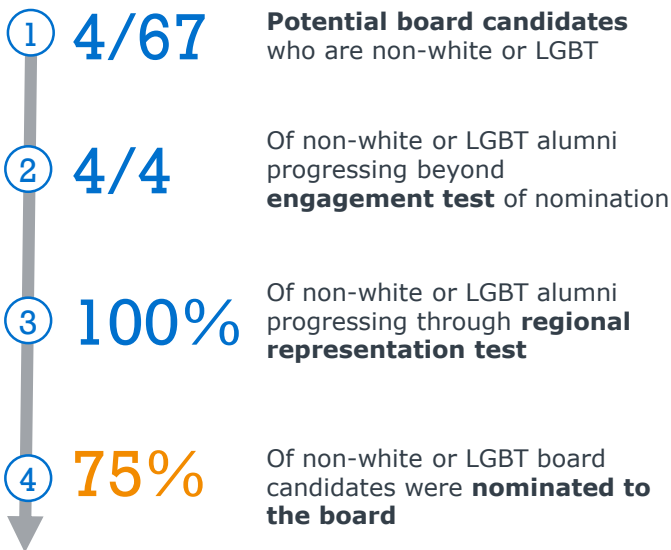 1
4/67
Potential board candidates
who are non-white or LGBT
2
4/4
Of non-white or LGBT alumni
progressing beyond
engagement test of nomination
3
100%
Of non-white or LGBT alumni
progressing through regional
representation test
4
75%
Of non-white or LGBT board
candidates were nominated to
the board